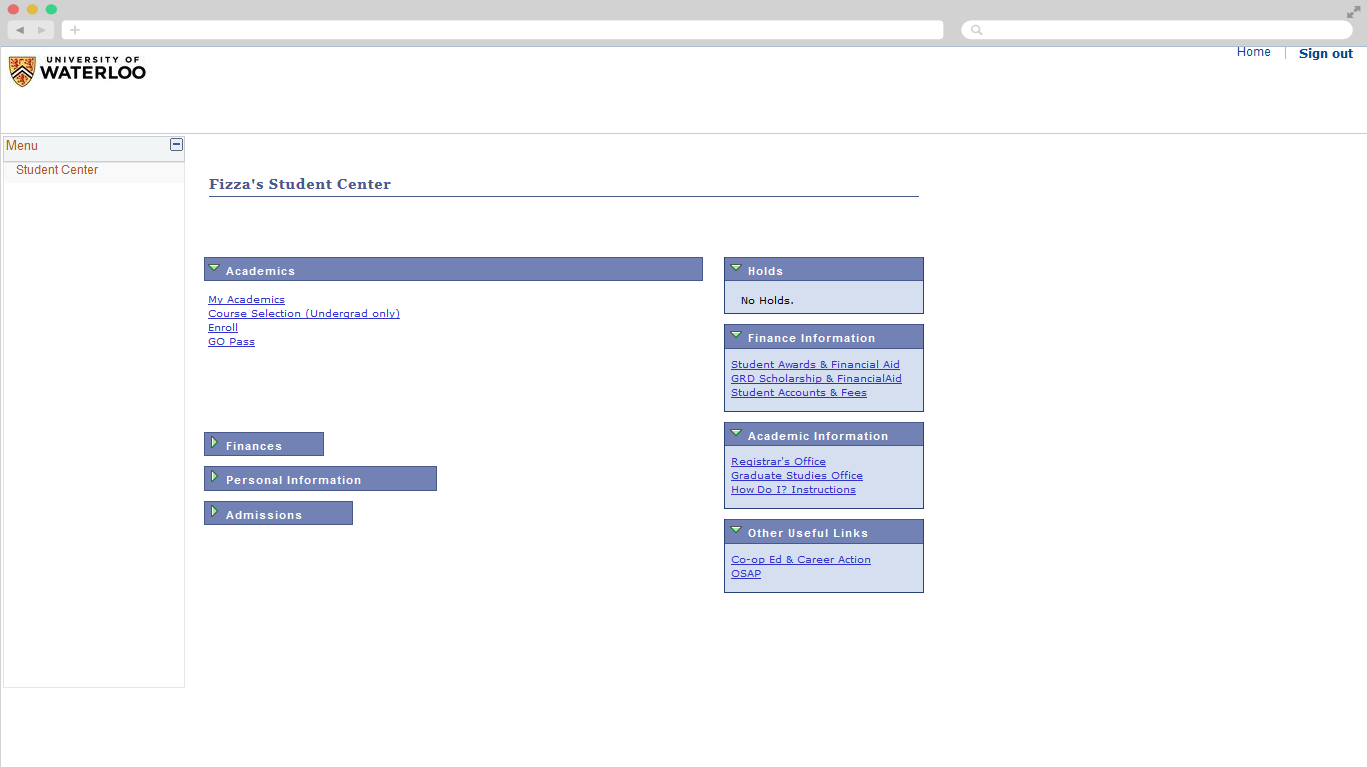 Home
Sign out
UNIVERSITY OF
WATERLOO
Menu
Student Center
Fizza's Student Center
Academics
My Academics
Course Selection (Undergrad only)
Enroll
GO Pass
Finances
Personal Information
Admissions
Holds
No Holds.
Finance Information
Student Awards & Financial Aid
GRD Scholarship & FinancialAid
Student Accounts & Fees
Academic Information
Registrar's Office
Graduate Studies Office
How Do I? Instructions
Other Useful Links
Co-op Ed & Career Action
OSAP